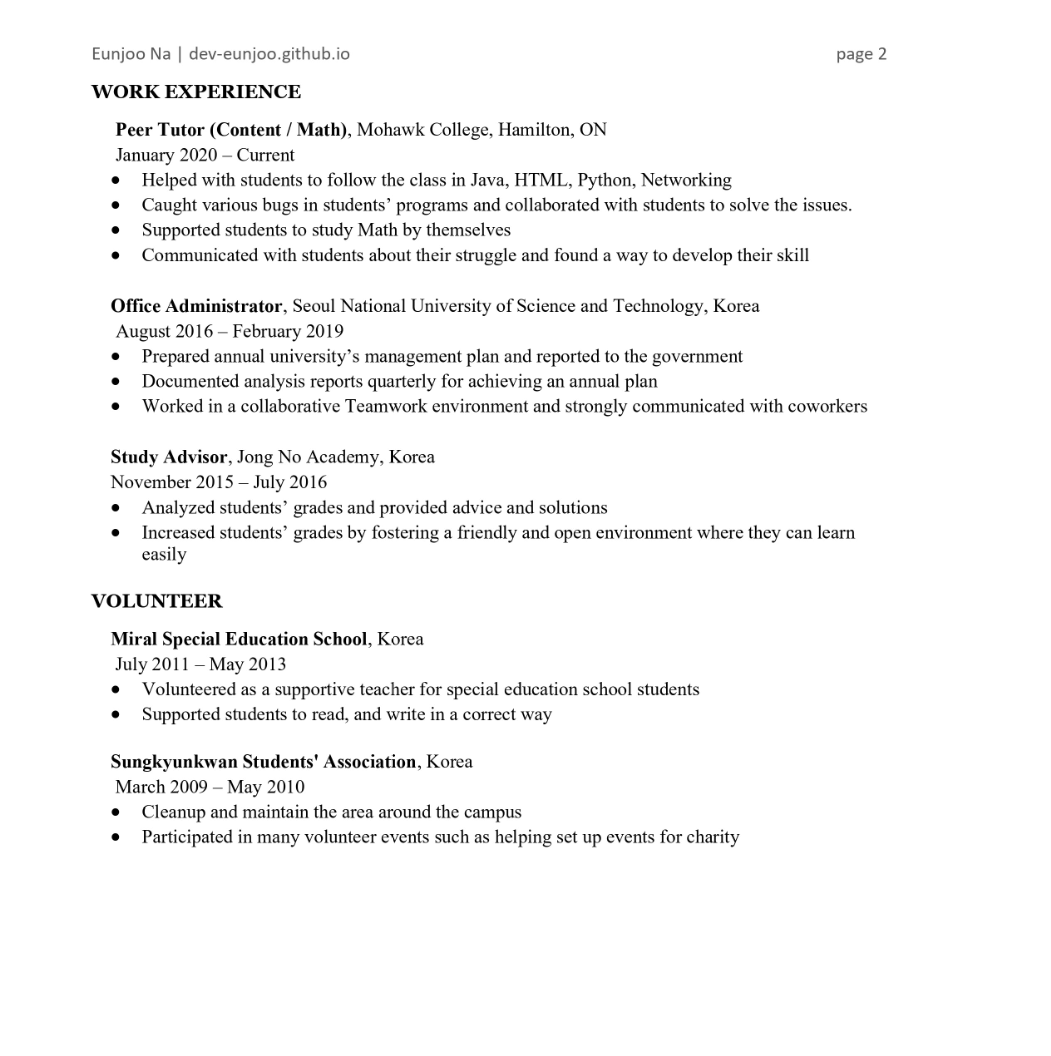 Eunjoo Na | dev-eunjoo.github.io page 2
WORK EXPERIENCE
Peer Tutor (Content / Math), Mohawk College, Hamilton, ON
January 2020 – Current
• Helped with students to follow the class in Java, HTML, Python, Networking
• Caught various bugs in students’ programs and collaborated with students to solve the issues.
• Supported students to study Math by themselves
• Communicated with students about their struggle and found a way to develop their skill
Office Administrator, Seoul National University of Science and Technology, Korea
August 2016 – February 2019
• Prepared annual university’s management plan and reported to the government
• Documented analysis reports quarterly for achieving an annual plan
• Worked in a collaborative Teamwork environment and strongly communicated with coworkers
Study Advisor, Jong No Academy, Korea
November 2015 – July 2016
• Analyzed students’ grades and provided advice and solutions
• Increased students’ grades by fostering a friendly and open environment where they can learn
easily
VOLUNTEER
Miral Special Education School, Korea
July 2011 – May 2013
• Volunteered as a supportive teacher for special education school students
• Supported students to read, and write in a correct way
Sungkyunkwan Students' Association, Korea
March 2009 – May 2010
• Cleanup and maintain the area around the campus
• Participated in many volunteer events such as helping set up events for charity